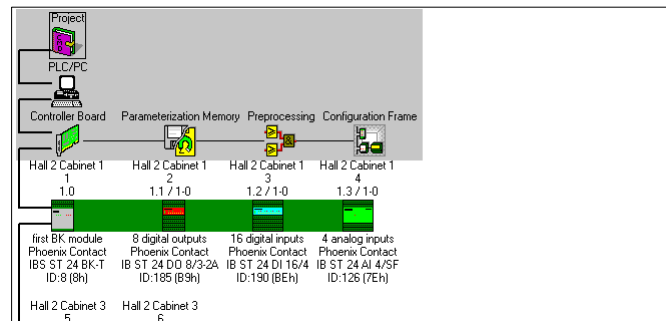 Project
PLC/PC
Controller Board Parameterization Memory Preprocessing Configuration Frame
Hall 2 Cabinet 1 Hall 2 Cabinet 1 Hall 2 Cabinet 1 Hall 2 Cabinet 1
1 2 3 4
1.0 1.1 / 1-0 1.2 / 1-0 1.3 / 1-0
first BK module 8 digital outputs 16 digital inputs 4 analog inputs
Phoenix Contact Phoenix Contact Phoenix Contact Phoenix Contact
IBS ST 24 BK-T IB ST 24 DO 8/3-2A IB ST 24 DI 16/4 IB ST 24 AI 4/SF
ID:8 (8h) ID:185 (B9h) ID:190 (BEh) ID:126 (7Eh)
Hall 2 Cabinet 3 Hall 2 Cabinet 3
5 6